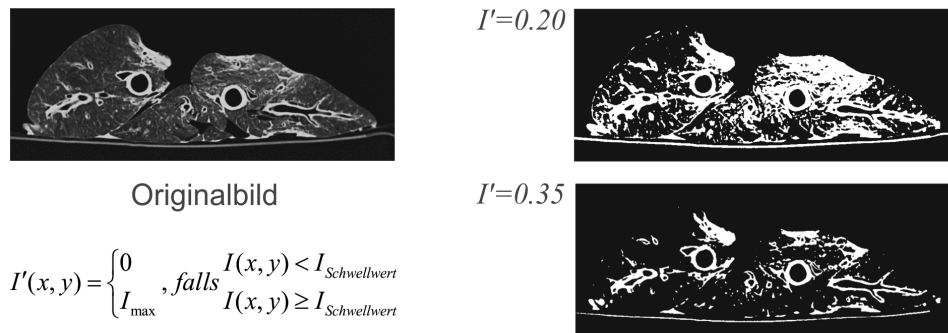 I'=0.20
Originalbild
I'=0.35
I'(x, y) = { 0 , falls I(x, y) < I_Schwellwert
I_max I(x, y) ≥ I_Schwellwert